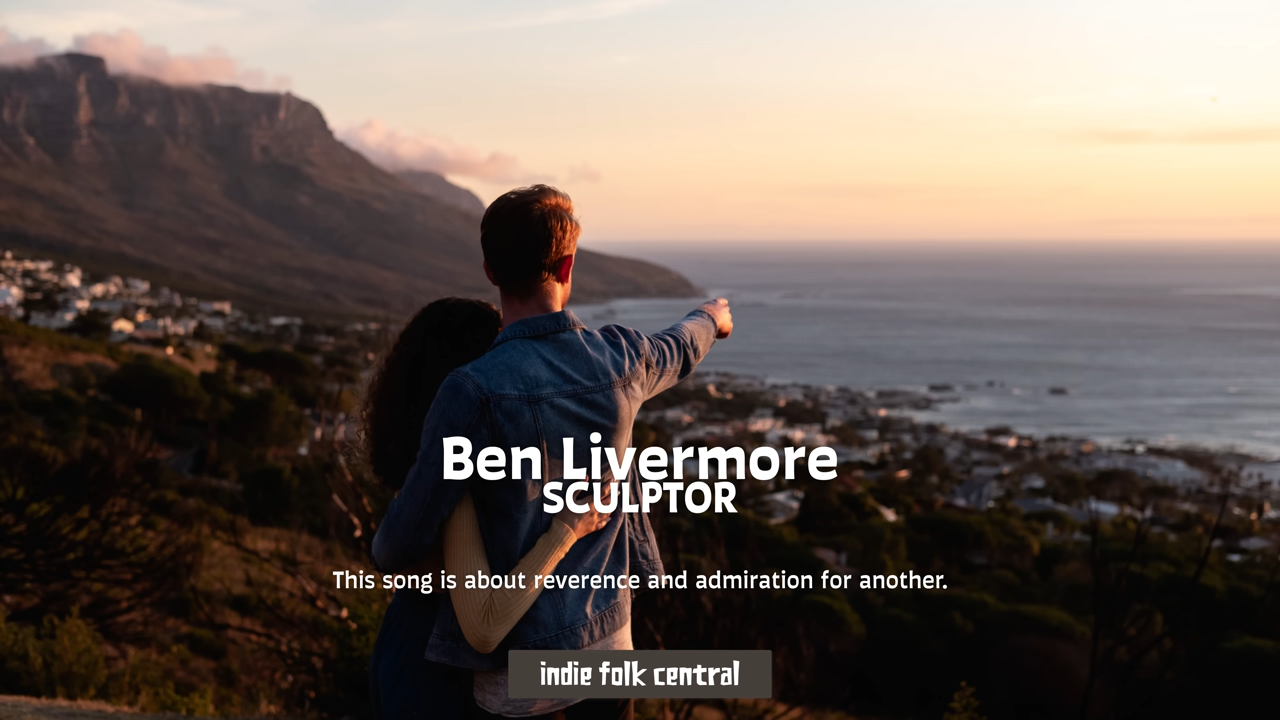 Ben Livermore
SCULPTOR
This song is about reverence and admiration for another.
indie folk central